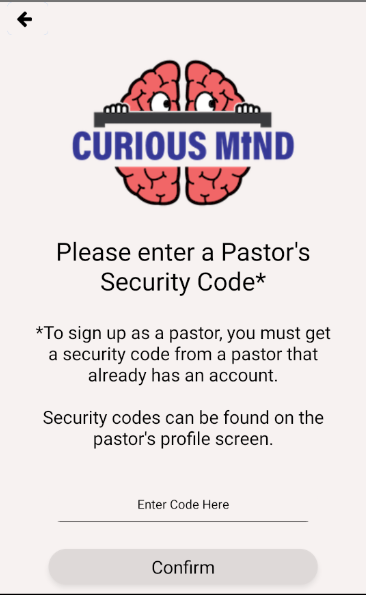 CURIOUS MIND
Please enter a Pastor's
Security Code*
*To sign up as a pastor, you must get
a security code from a pastor that
already has an account.
Security codes can be found on the
pastor's profile screen.
Enter Code Here
Confirm